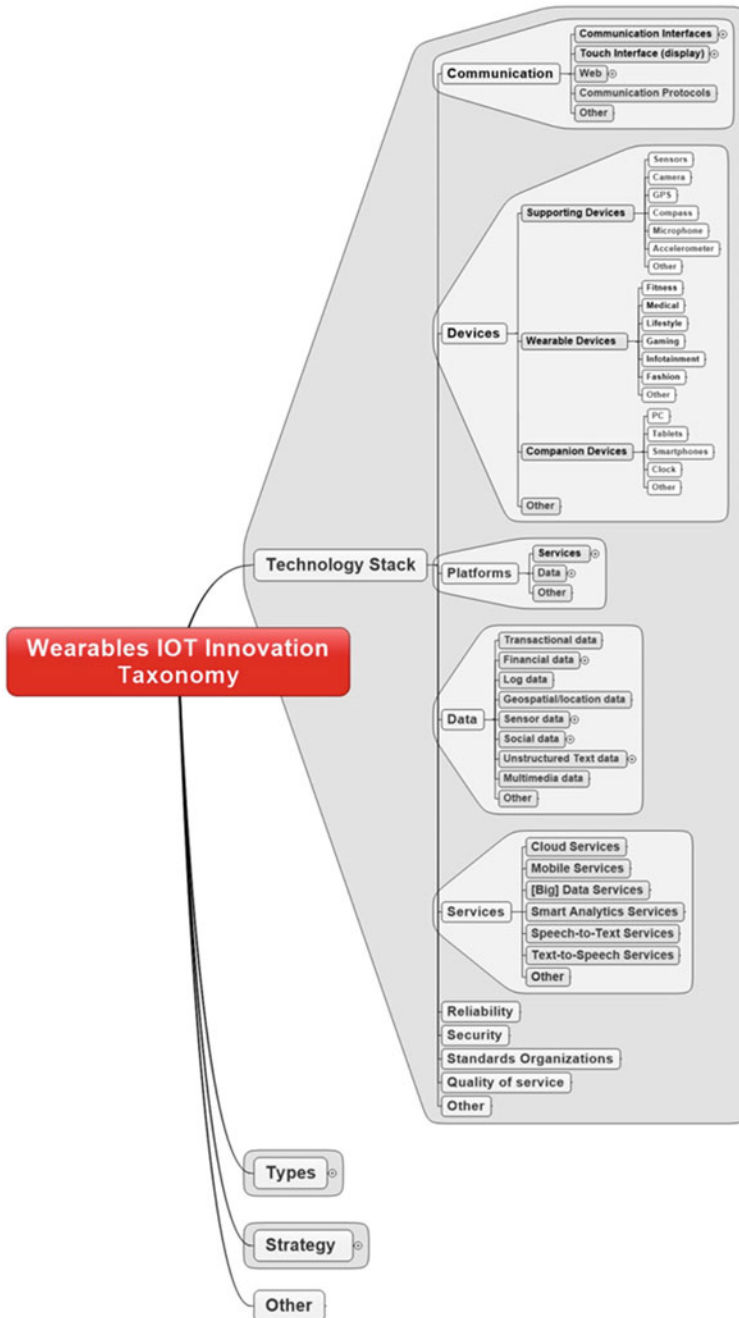 Communication
Communication Interfaces
Touch Interface (display)
Web
Communication Protocols
Other
Devices
Supporting Devices
Sensors
Camera
GPS
Compass
Microphone
Accelerometer
Other
Wearable Devices
Fitness
Medical
Lifestyle
Gaming
Infotainment
Fashion
Other
Companion Devices
PC
Tablets
Smartphones
Clock
Other
Other
Technology Stack
Platforms
Services
Data
Other
Wearables IOT Innovation
Taxonomy
Data
Transactional data
Financial data
Log data
Geospatial/location data
Sensor data
Social data
Unstructured Text data
Multimedia data
Other
Services
Cloud Services
Mobile Services
[Big] Data Services
Smart Analytics Services
Speech-to-Text Services
Text-to-Speech Services
Other
Reliability
Security
Standards Organizations
Quality of service
Other
Types
Strategy
Other